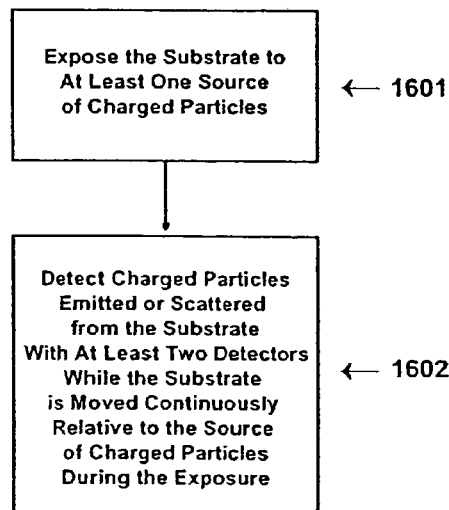 Expose the Substrate to
At Least One Source
of Charged Particles
← 1601
Detect Charged Particles
Emitted or Scattered
from the Substrate
With At Least Two Detectors
While the Substrate
is Moved Continuously
Relative to the Source
of Charged Particles
During the Exposure
← 1602